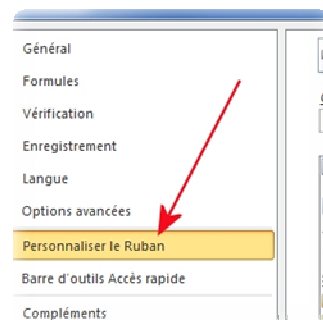 Général
Formules
Vérification
Enregistrement
Langue
Options avancées
Personnaliser le Ruban
Barre d'outils Accès rapide
Compléments